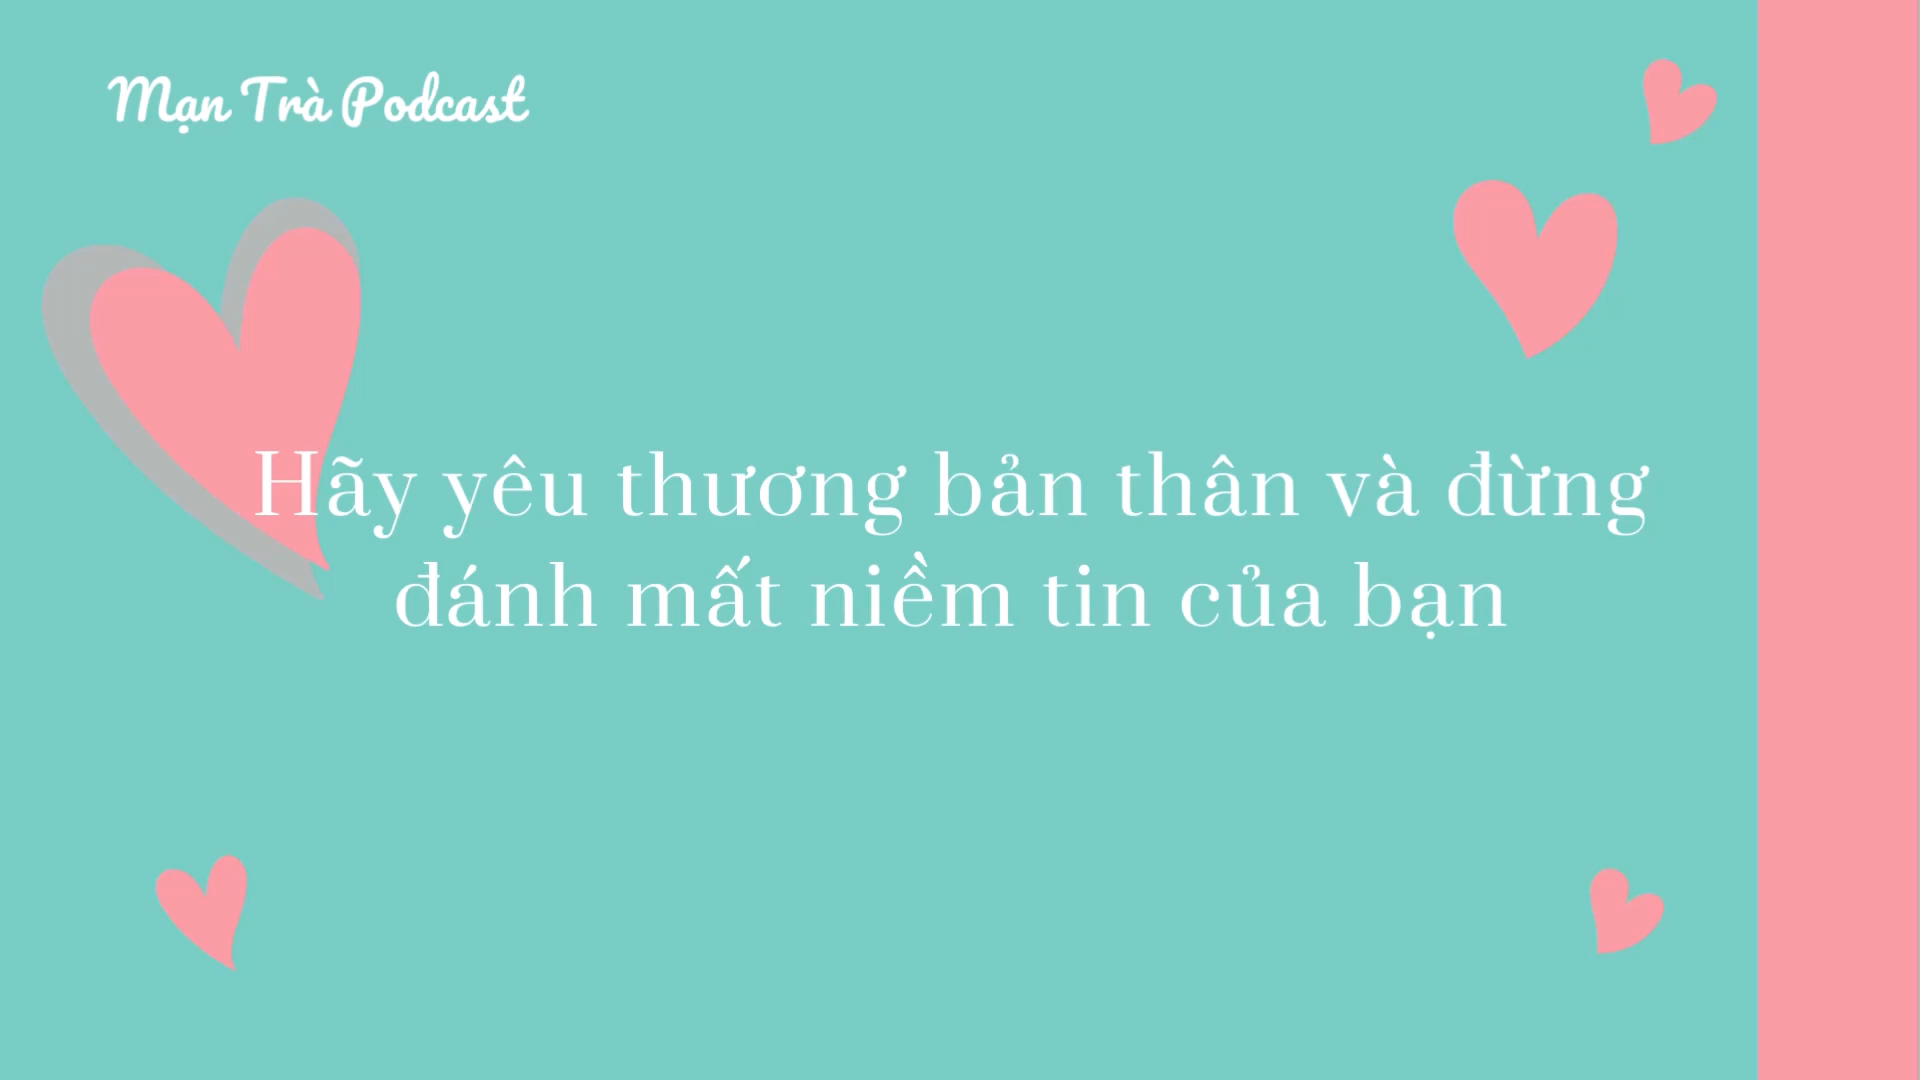 Mạn Trà Podcast
Hãy yêu thương bản thân và đừng
đánh mất niềm tin của bạn